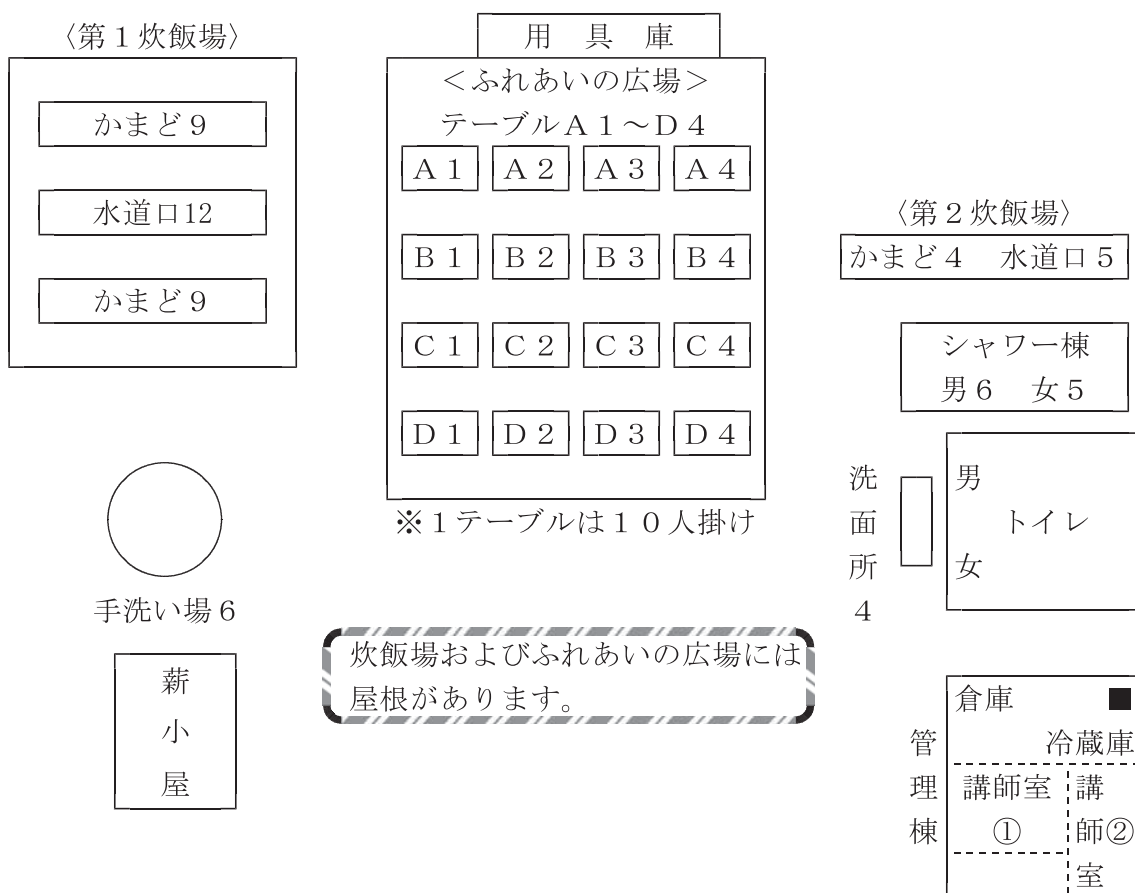 〈第１炊飯場〉
かまど９
水道口12
かまど９
手洗い場６
薪小屋
用具庫
＜ふれあいの広場＞
テーブルＡ１～Ｄ４
Ａ１ Ａ２ Ａ３ Ａ４
Ｂ１ Ｂ２ Ｂ３ Ｂ４
Ｃ１ Ｃ２ Ｃ３ Ｃ４
Ｄ１ Ｄ２ Ｄ３ Ｄ４
※１テーブルは１０人掛け
炊飯場およびふれあいの広場には
屋根があります。
〈第２炊飯場〉
かまど４　水道口５
シャワー棟
男６　女５
洗面所４
男
トイレ
女
管理棟
倉庫
冷蔵庫
講師室
①
講師室
②